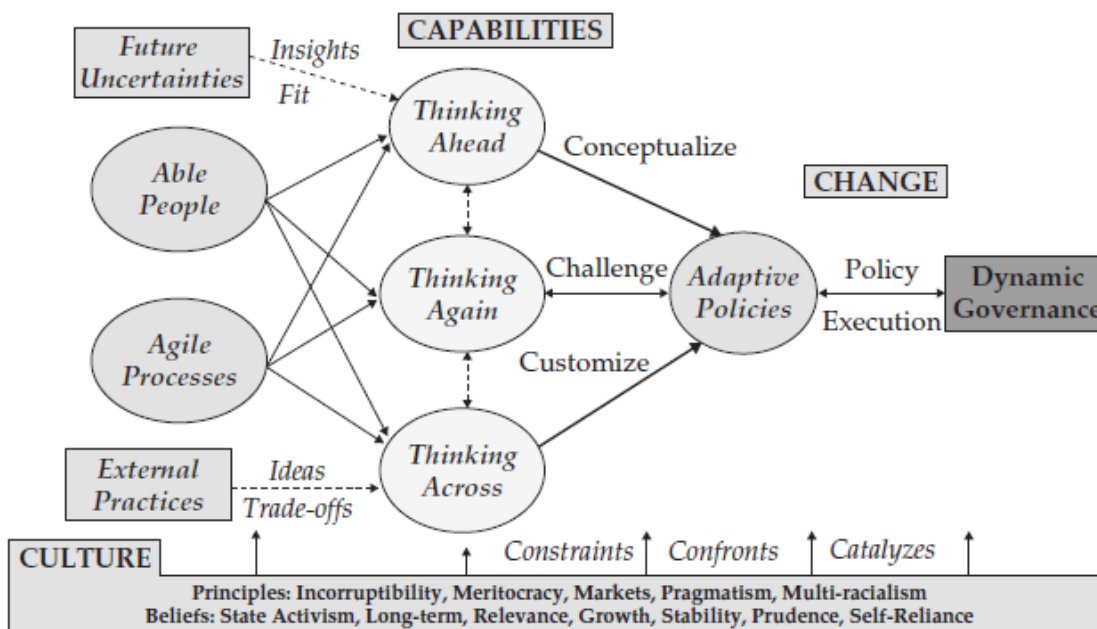 CAPABILITIES
Future
Uncertainties
Insights
Fit
Thinking
Ahead
Conceptualize
Able
People
CHANGE
Thinking
Again
Challenge
Adaptive
Policies
Policy
Execution
Dynamic
Governance
Agile
Processes
Customize
External
Practices
Ideas
Trade-offs
Thinking
Across
CULTURE
Constraints
Confronts
Catalyzes
Principles: Incorruptibility, Meritocracy, Markets, Pragmatism, Multi-racialism
Beliefs: State Activism, Long-term, Relevance, Growth, Stability, Prudence, Self-Reliance